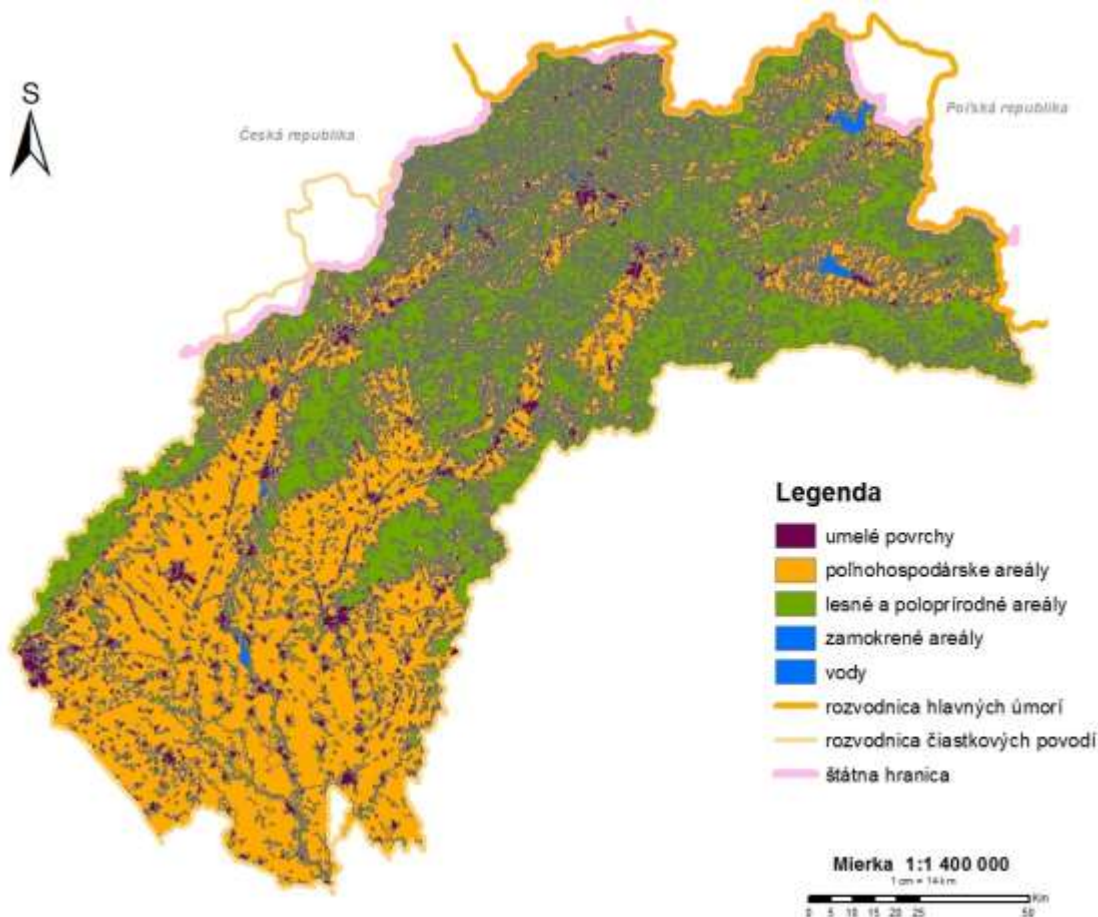 S
Česká republika
Poľská republika
Legenda
umelé povrchy
poľnohospodárske areály
lesné a poloprírodné areály
zamokrené areály
vody
rozvodnica hlavných úmorí
rozvodnica čiastkových povodí
štátna hranica
Mierka 1:1 400 000
1 cm = 14 km
Km
0 5 10 15 20 25 50